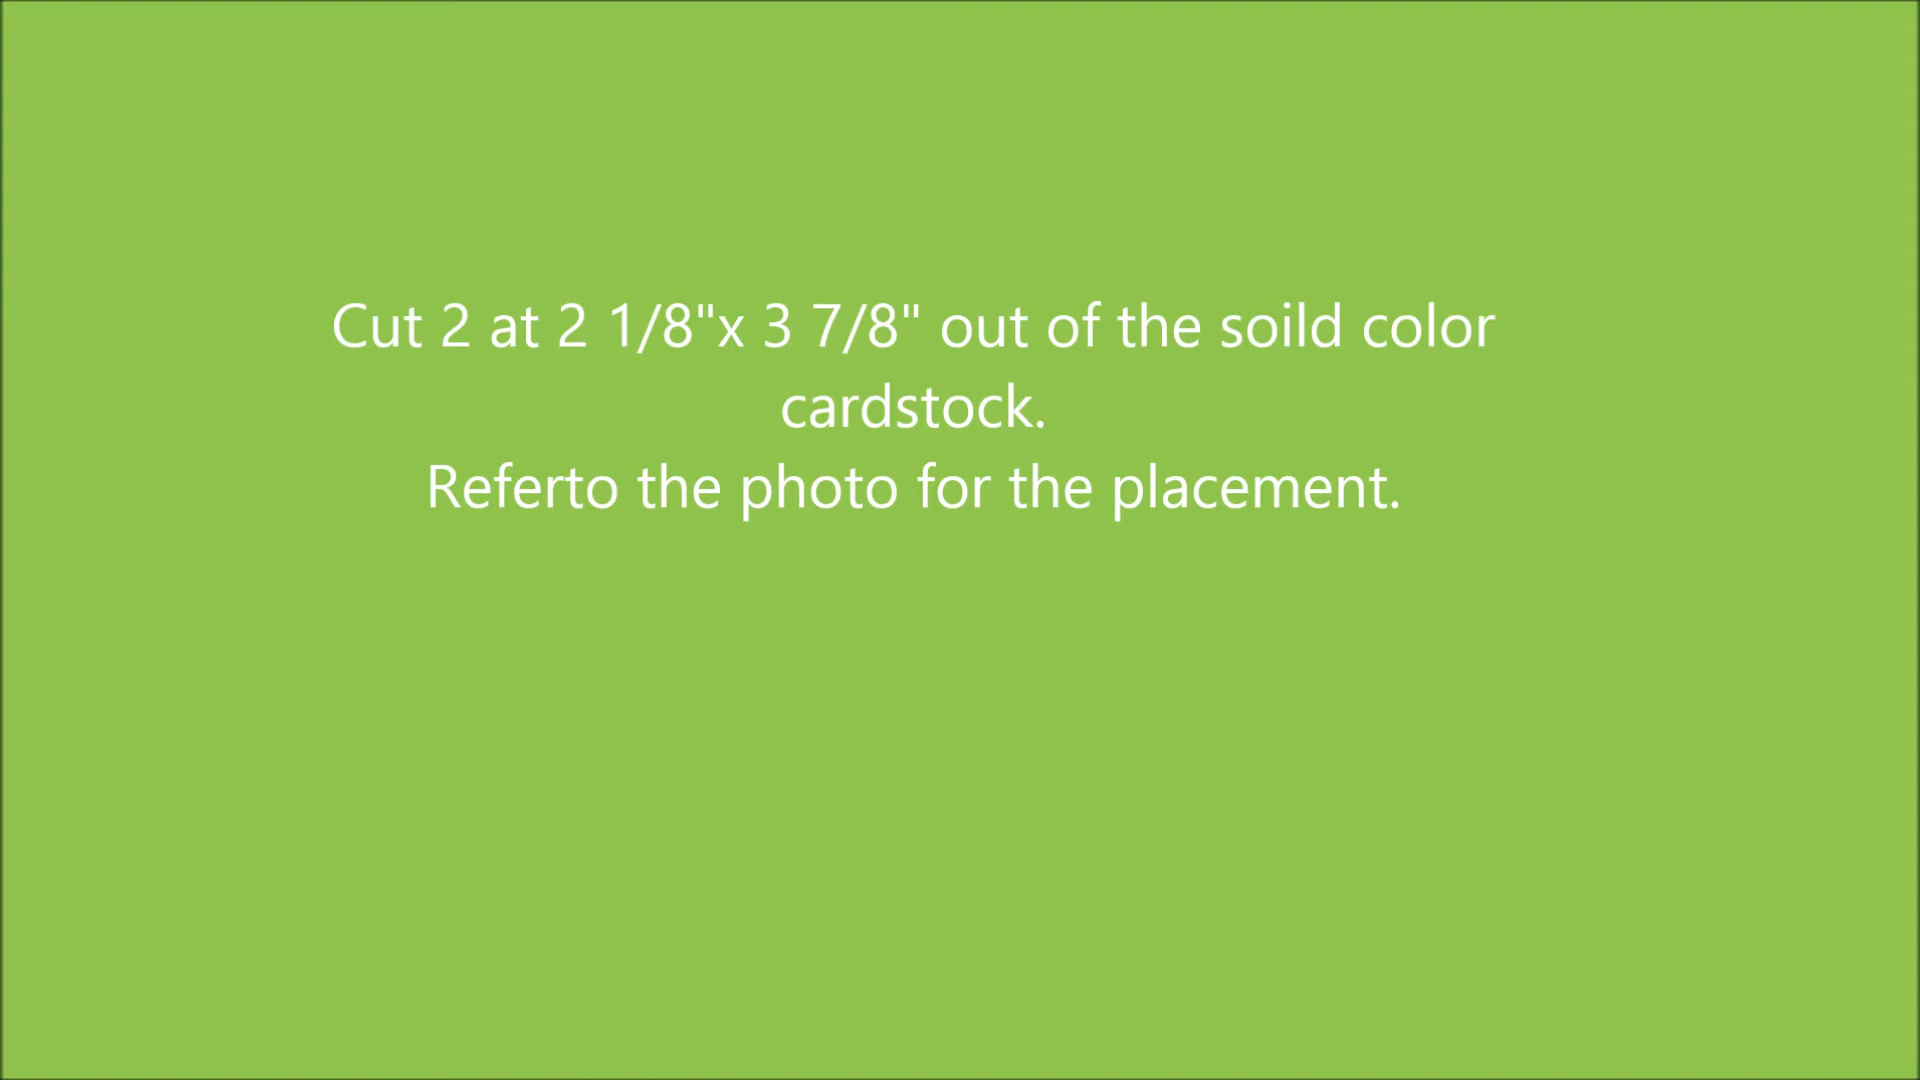 Cut 2 at 2 1/8"x 3 7/8" out of the soild color
cardstock.
Referto the photo for the placement.